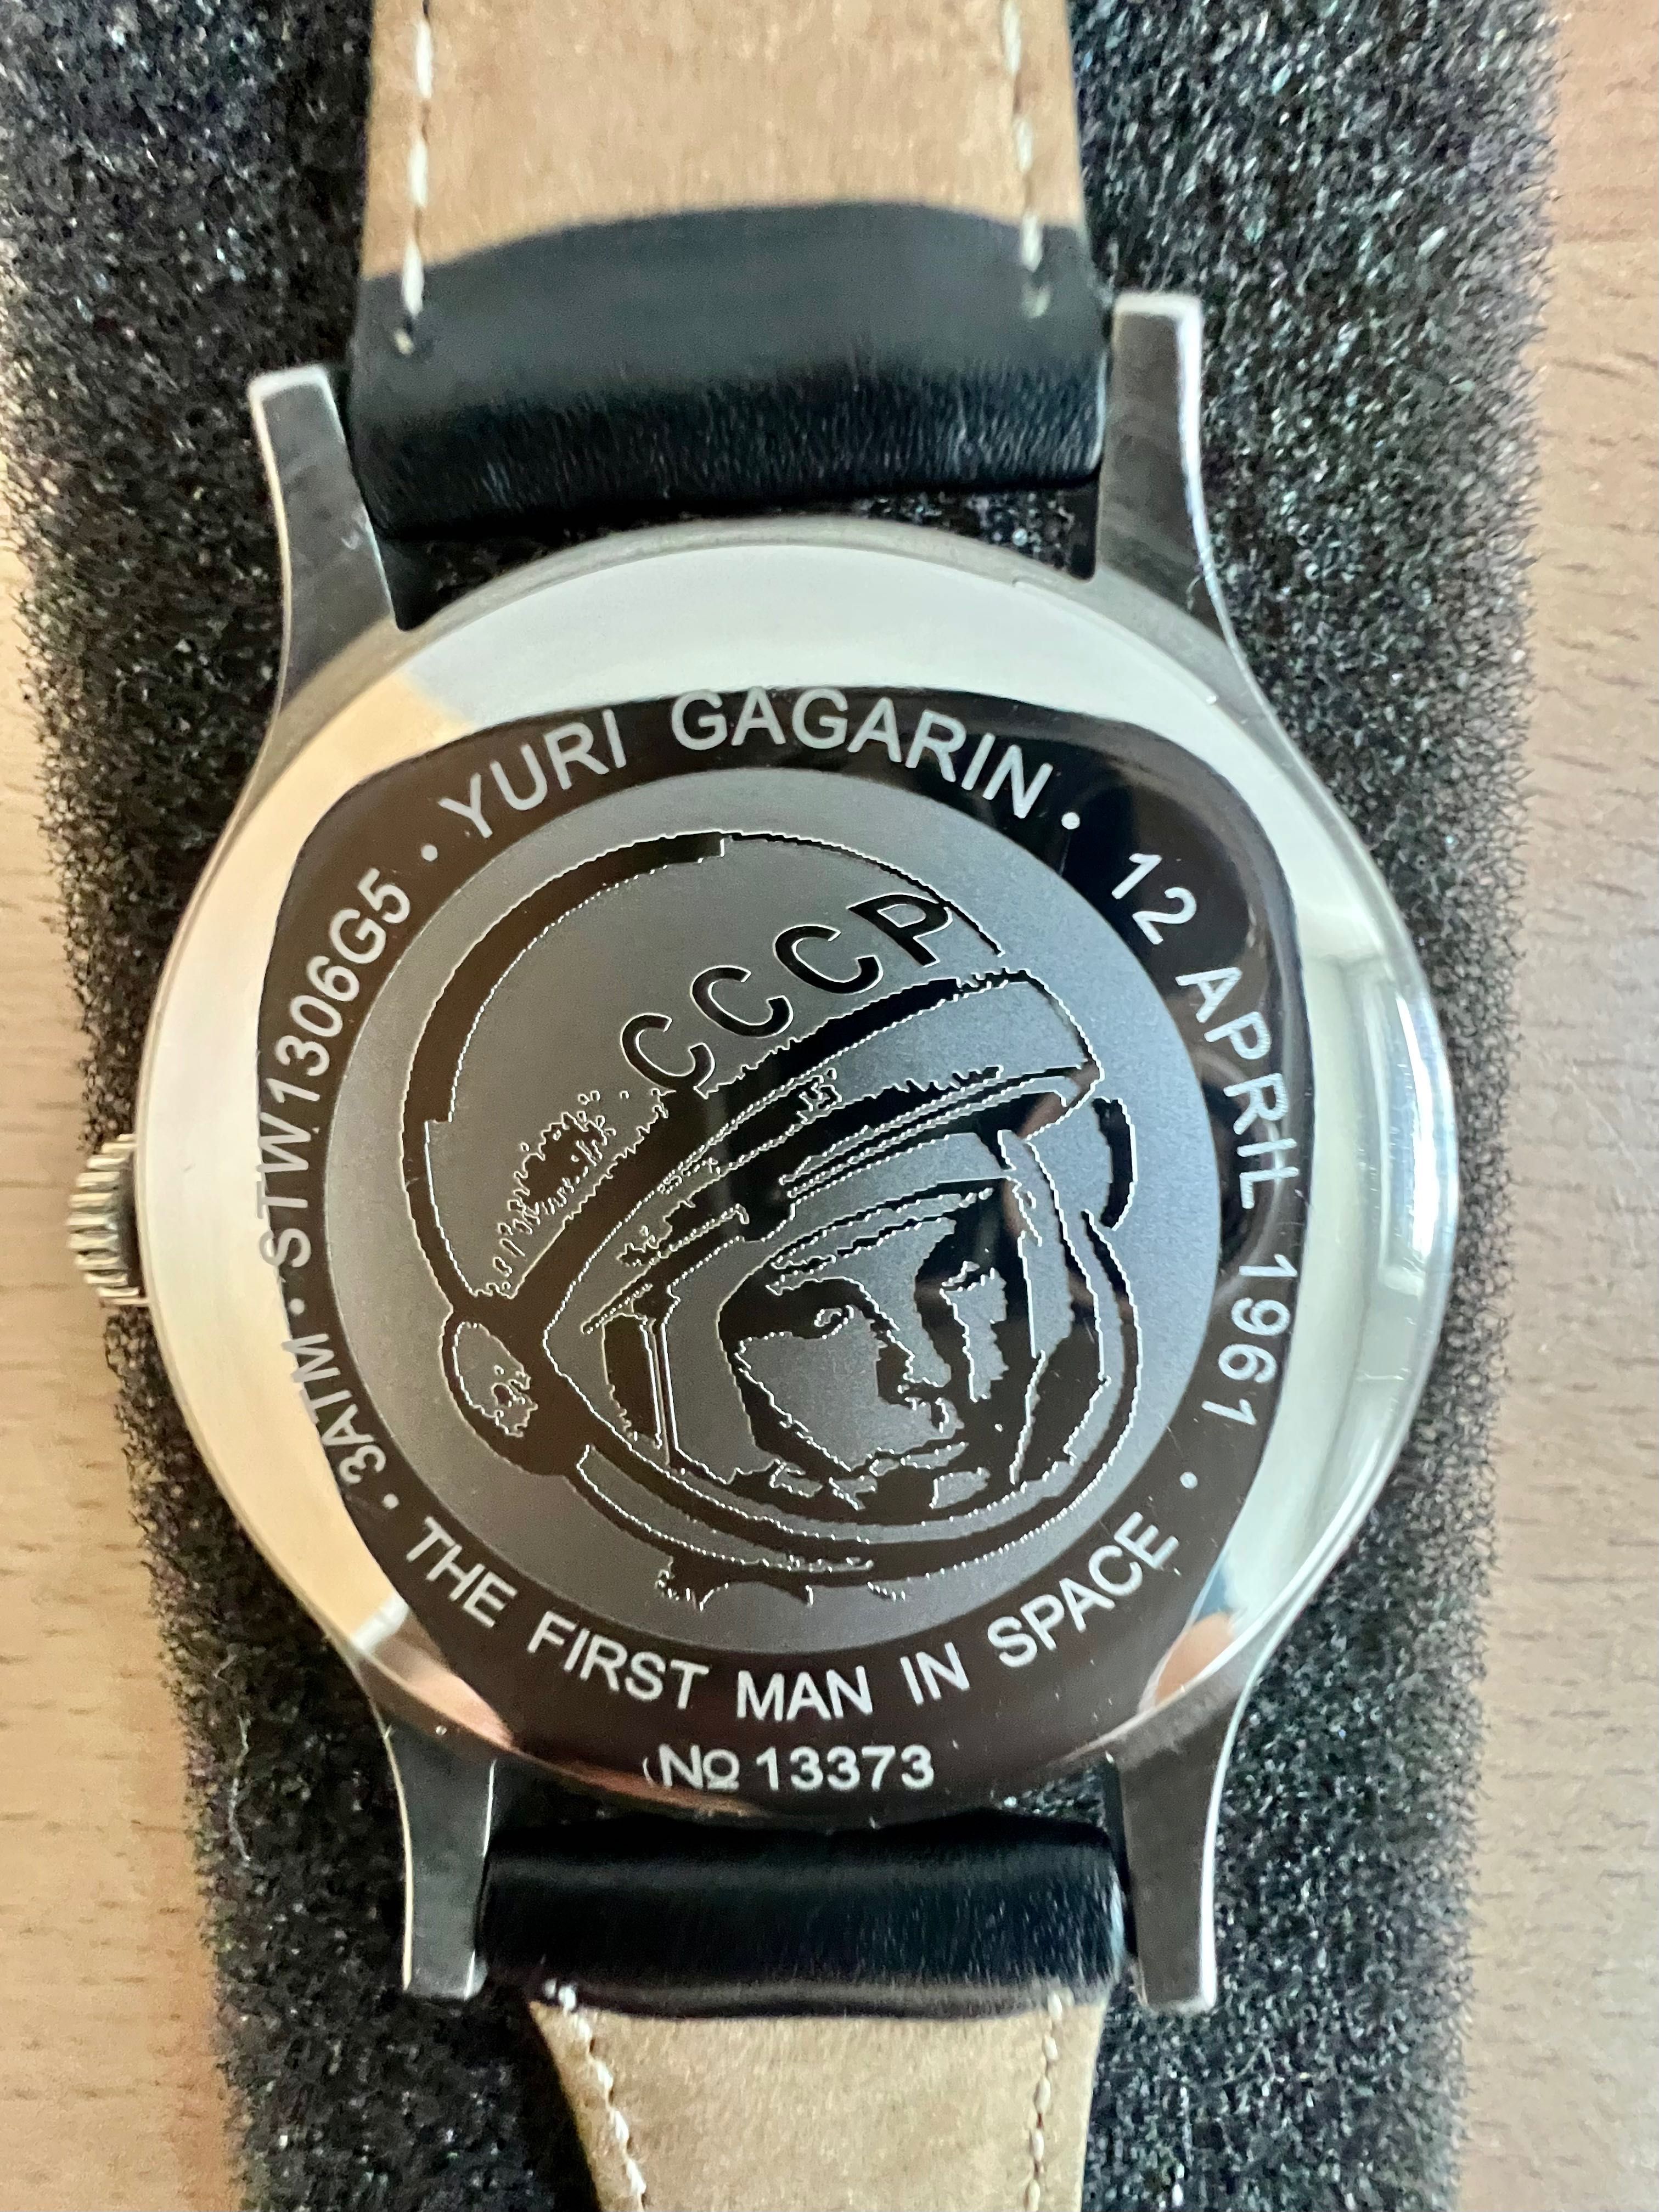 YURI GAGARIN · 12 APRIL 1961 · THE FIRST MAN IN SPACE · 3ATM · STW1306G5 ·
CCCP
№ 13373